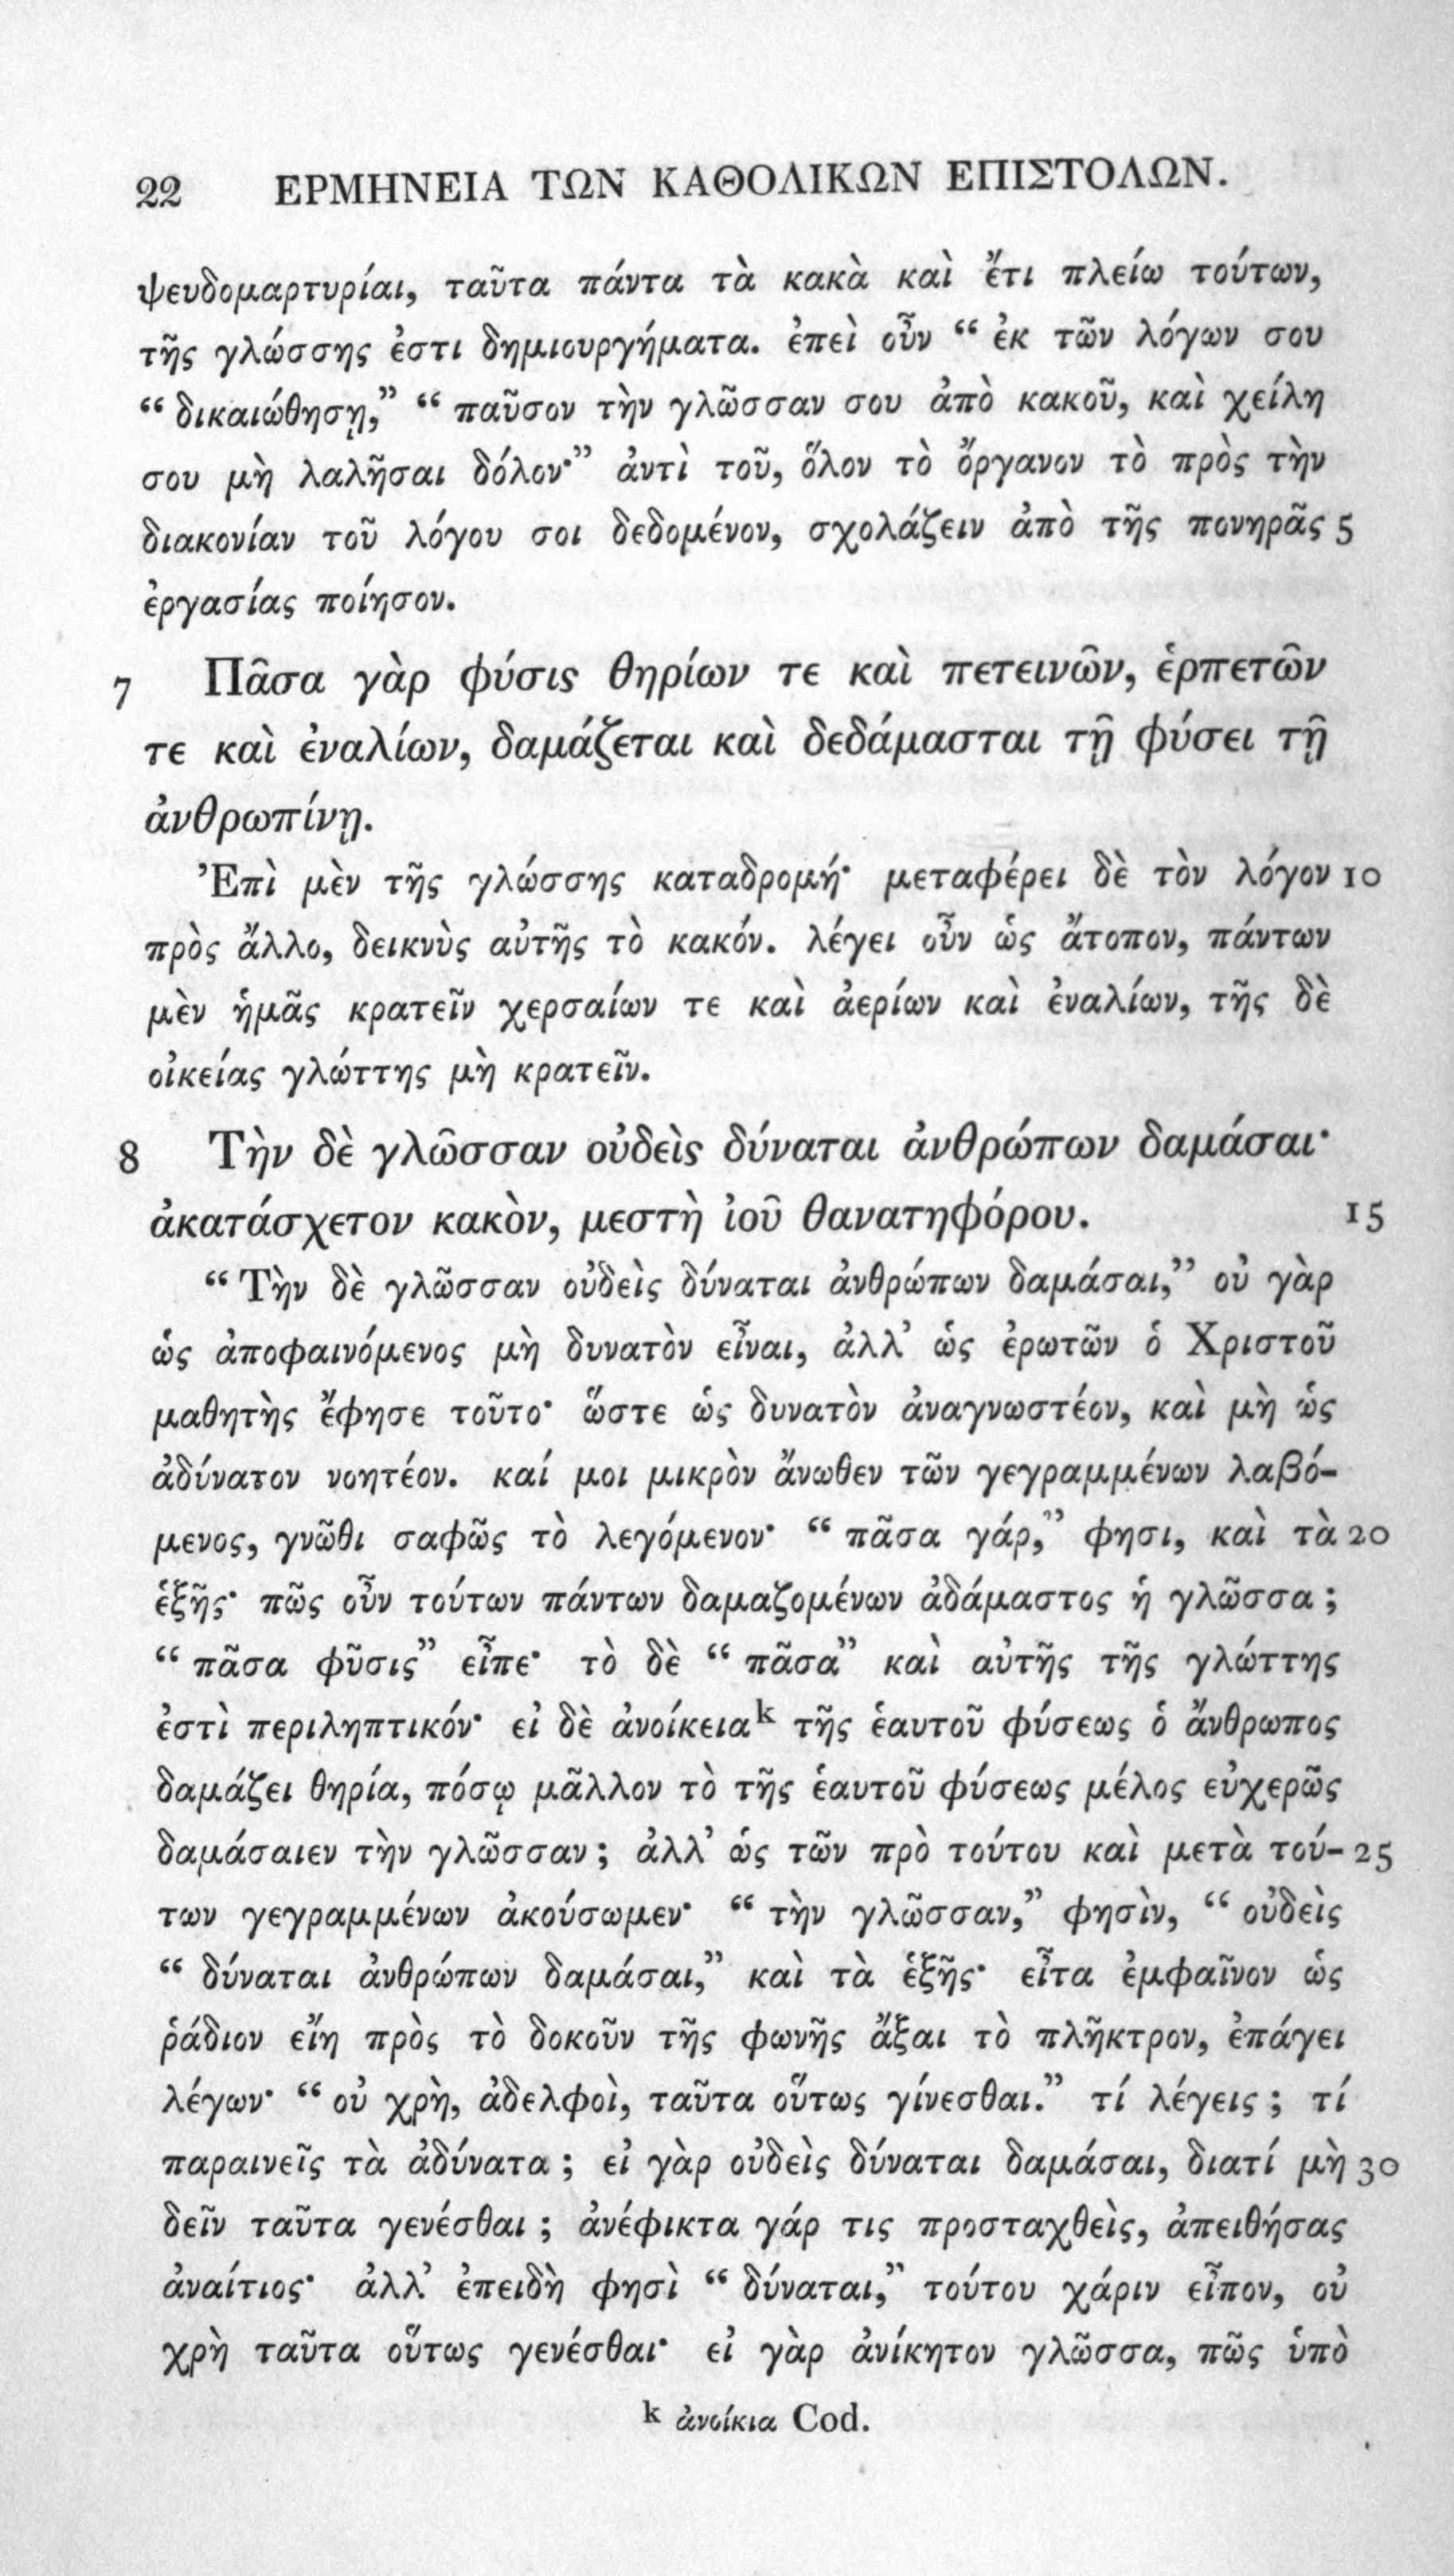 22 ΕΡΜΗΝΕΙΑ ΤΩΝ ΚΑΘΟΛΙΚΩΝ ΕΠΙΣΤΟΛΩΝ.
ψευδομαρτυρίαι, ταῦτα πάντα τὰ κακὰ καὶ ἔτι πλείω τούτων,
τῆς γλώσσης ἐστι δημιουργήματα. ἐπεὶ οὖν “ ἐκ τῶν λόγων σου
“ δικαιώθησῃ,” “ παῦσον τὴν γλῶσσαν σου ἀπὸ κακοῦ, καὶ χείλη
σου μὴ λαλῆσαι δόλον·” ἀντὶ τοῦ, ὅλον τὸ ὄργανον τὸ πρὸς τὴν
διακονίαν τοῦ λόγου σοι δεδομένον, σχολάζειν ἀπὸ τῆς πονηρᾶς 5
ἐργασίας ποίησον.
7 Πᾶσα γὰρ φύσις θηρίων τε καὶ πετεινῶν, ἑρπετῶν
τε καὶ ἐναλίων, δαμάζεται καὶ δεδάμασται τῇ φύσει τῇ
ἀνθρωπίνῃ.
Ἐπὶ μὲν τῆς γλώσσης καταδρομή· μεταφέρει δὲ τὸν λόγον 10
πρὸς ἄλλο, δεικνὺς αὐτῆς τὸ κακόν. λέγει οὖν ὡς ἄτοπον, πάντων
μὲν ἡμᾶς κρατεῖν χερσαίων τε καὶ ἀερίων καὶ ἐναλίων, τῆς δὲ
οἰκείας γλώττης μὴ κρατεῖν.
8 Τὴν δὲ γλῶσσαν οὐδεὶς δύναται ἀνθρώπων δαμάσαι·
ἀκατάσχετον κακὸν, μεστὴ ἰοῦ θανατηφόρου. 15
“ Τὴν δὲ γλῶσσαν οὐδεὶς δύναται ἀνθρώπων δαμάσαι,” οὐ γὰρ
ὡς ἀποφαινόμενος μὴ δυνατὸν εἶναι, ἀλλ’ ὡς ἐρωτῶν ὁ Χριστοῦ
μαθητὴς ἔφησε τοῦτο· ὥστε ὡς δυνατὸν ἀναγνωστέον, καὶ μὴ ὡς
ἀδύνατον νοητέον. καί μοι μικρὸν ἄνωθεν τῶν γεγραμμένων λαβό-
μενος, γνῶθι σαφῶς τὸ λεγόμενον· “ πᾶσα γάρ,” φησι, καὶ τὰ 20
ἑξῆς· πῶς οὖν τούτων πάντων δαμαζομένων ἀδάμαστος ἡ γλῶσσα ;
“ πᾶσα φῦσις” εἶπε· τὸ δὲ “ πᾶσα” καὶ αὐτῆς τῆς γλώττης
ἐστὶ περιληπτικόν· εἰ δὲ ἀνοίκειαᵏ τῆς ἑαυτοῦ φύσεως ὁ ἄνθρωπος
δαμάζει θηρία, πόσῳ μᾶλλον τὸ τῆς ἑαυτοῦ φύσεως μέλος εὐχερῶς
δαμάσαιεν τὴν γλῶσσαν ; ἀλλ’ ὡς τῶν πρὸ τούτου καὶ μετὰ τού- 25
των γεγραμμένων ἀκούσωμεν· “ τὴν γλῶσσαν,” φησὶν, “ οὐδεὶς
“ δύναται ἀνθρώπων δαμάσαι,” καὶ τὰ ἑξῆς· εἶτα ἐμφαῖνον ὡς
ῥάδιον εἴη πρὸς τὸ δοκοῦν τῆς φωνῆς ἄξαι τὸ πλῆκτρον, ἐπάγει
λέγων· “ οὐ χρὴ, ἀδελφοὶ, ταῦτα οὕτως γίνεσθαι.” τί λέγεις ; τί
παραινεῖς τὰ ἀδύνατα ; εἰ γὰρ οὐδεὶς δύναται δαμάσαι, διατί μὴ 30
δεῖν ταῦτα γενέσθαι ; ἀνέφικτα γάρ τις προσταχθεὶς, ἀπειθήσας
ἀναίτιος· ἀλλ’ ἐπειδὴ φησὶ “ δύναται,” τούτου χάριν εἶπον, οὐ
χρὴ ταῦτα οὕτως γενέσθαι· εἰ γὰρ ἀνίκητον γλῶσσα, πῶς ὑπὸ
ᵏ ἀνοίκια Cod.